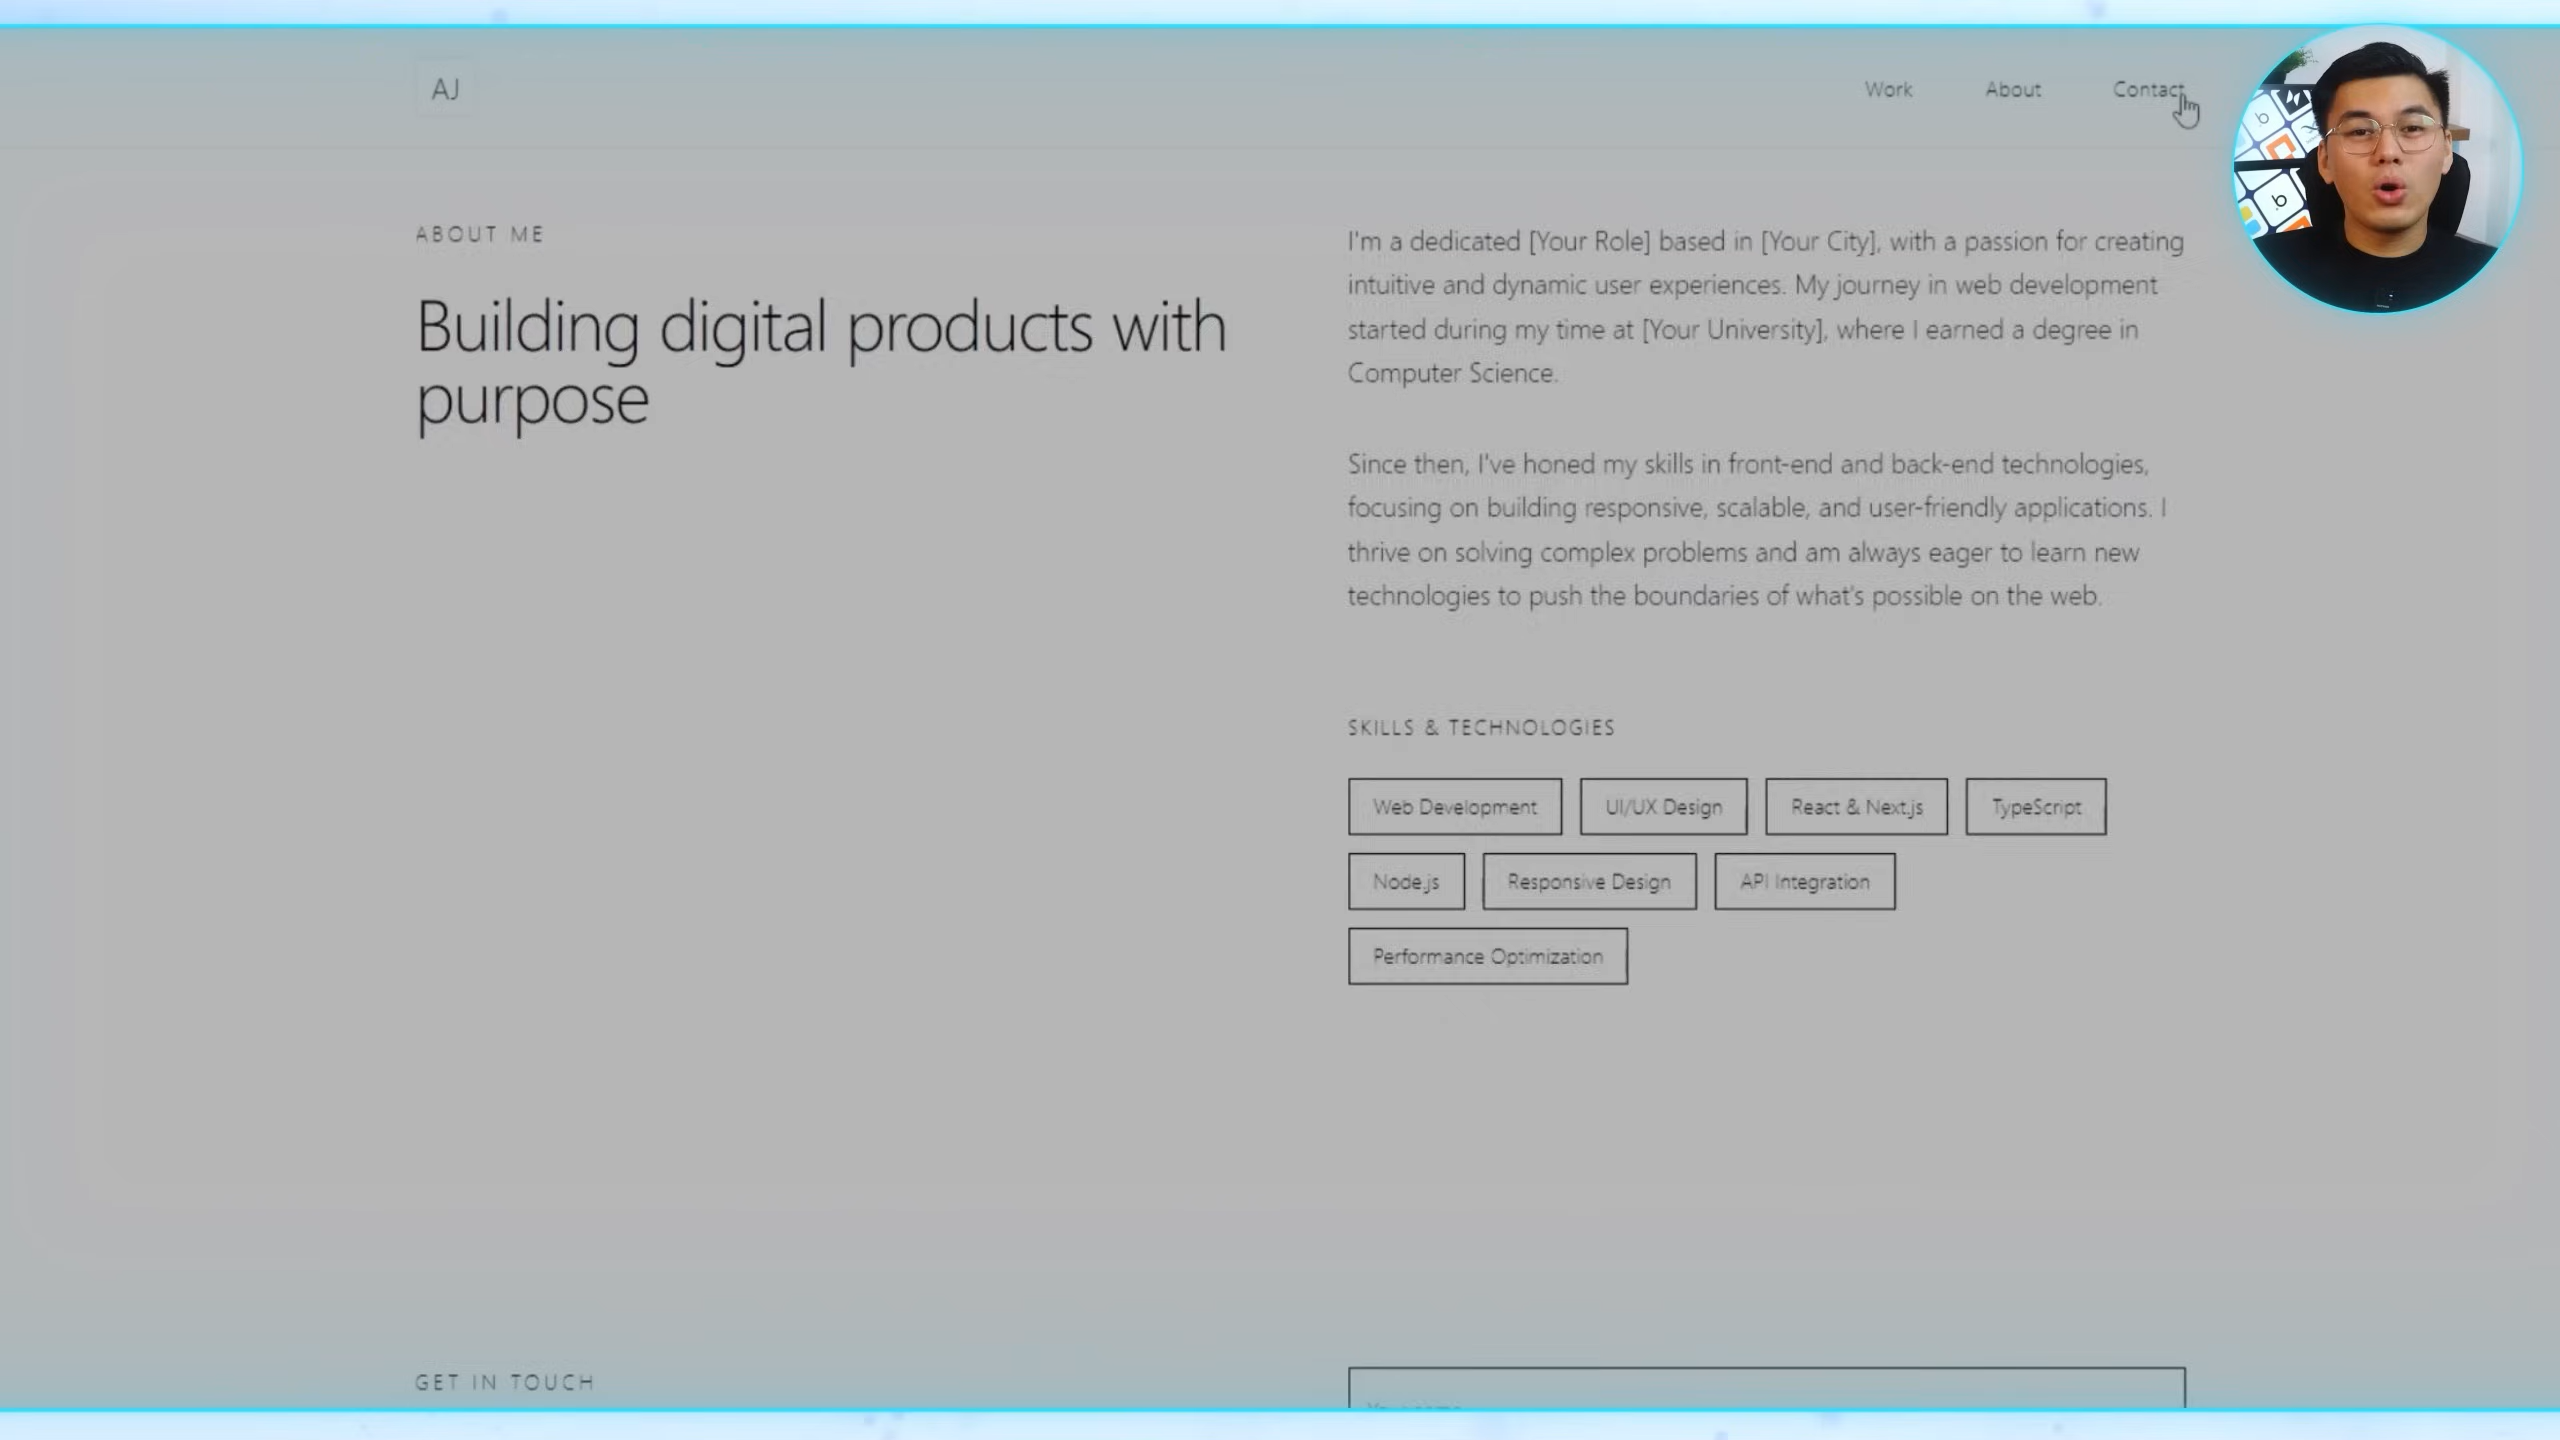 AJ
Work
About
Contact
ABOUT ME
Building digital products with
purpose
I'm a dedicated [Your Role] based in [Your City], with a passion for creating
intuitive and dynamic user experiences. My journey in web development
started during my time at [Your University], where I earned a degree in
Computer Science.
Since then, I've honed my skills in front-end and back-end technologies,
focusing on building responsive, scalable, and user-friendly applications. I
thrive on solving complex problems and am always eager to learn new
technologies to push the boundaries of what's possible on the web.
SKILLS & TECHNOLOGIES
Web Development
UI/UX Design
React & Next.js
TypeScript
Node.js
Responsive Design
API Integration
Performance Optimization
GET IN TOUCH